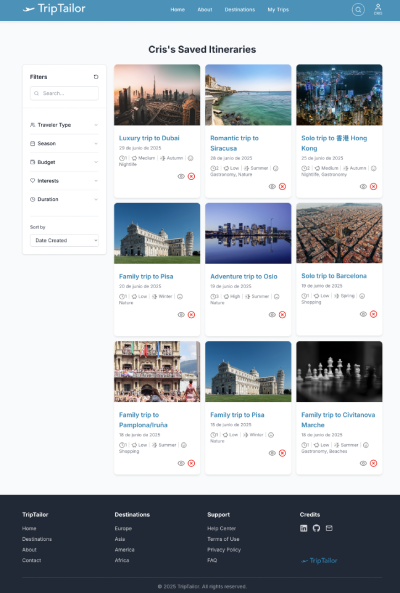 TripTailor
Home
About
Destinations
My Trips
Cris
Cris's Saved Itineraries
Filters
Search...
Traveler Type
Season
Budget
Interests
Duration
Sort by
Date Created
Luxury trip to Dubai
23 de junio de 2025
1 | Medium | Autumn |
Nightlife
Romantic trip to
Siracusa
28 de junio de 2025
2 | Low | Summer |
Gastronomy, Nature
Solo trip to 香港 Hong
Kong
23 de junio de 2025
2 | Medium | Autumn |
Nightlife, Gastronomy
Family trip to Pisa
23 de junio de 2025
1 | Low | Winter |
Nature
Adventure trip to Oslo
19 de junio de 2025
5 | High | Summer |
Nature
Solo trip to Barcelona
19 de junio de 2025
1 | Low | Spring |
Shopping
Family trip to
Pamplona/Iruña
18 de junio de 2025
1 | Low | Summer |
Shopping
Family trip to Pisa
16 de junio de 2025
1 | Low | Winter |
Nature
Family trip to Civitanova
Marche
16 de junio de 2025
1 | Low | Summer |
Gastronomy, Beaches
TripTailor
Home
Destinations
About
Contact
Destinations
Europe
Asia
America
Africa
Support
Help Center
Terms of Use
Privacy Policy
FAQ
Credits
TripTailor
© 2025 TripTailor. All rights reserved.